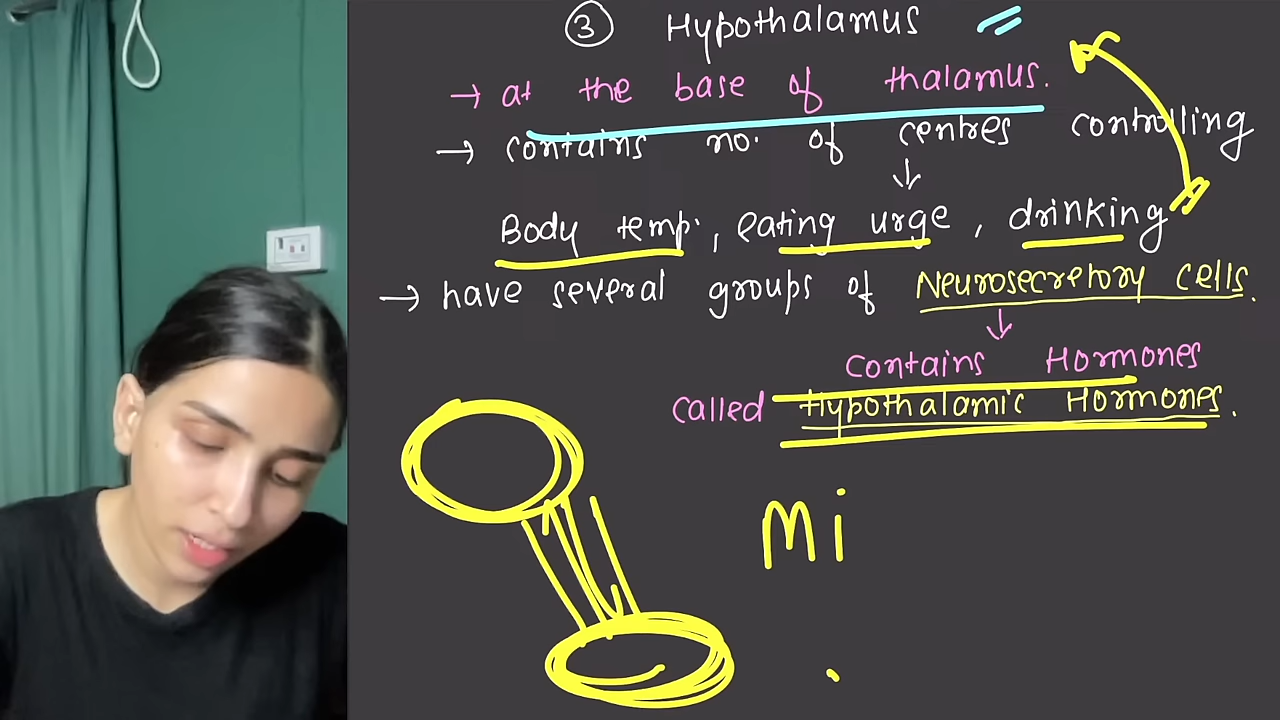 ③ Hypothalamus
→ at the base of thalamus.
→ contains no. of centres controlling
↓
Body temp., eating urge, drinking
→ have several groups of Neurosecretory cells.
↓
Contains Hormones
called Hypothalamic Hormones.
Mi